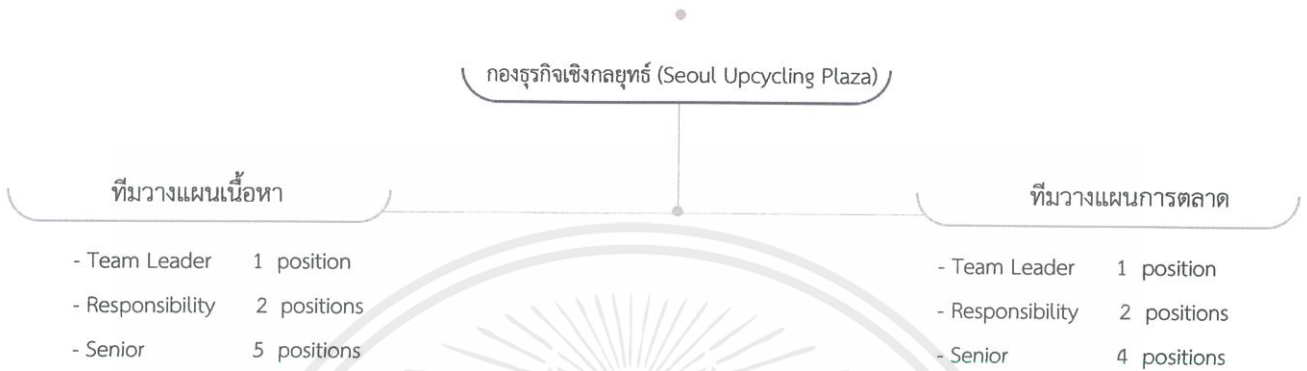 กองธุรกิจเชิงกลยุทธ์ (Seoul Upcycling Plaza)
ทีมวางแผนเนื้อหา
- Team Leader 1 position
- Responsibility 2 positions
- Senior 5 positions
ทีมวางแผนการตลาด
- Team Leader 1 position
- Responsibility 2 positions
- Senior 4 positions